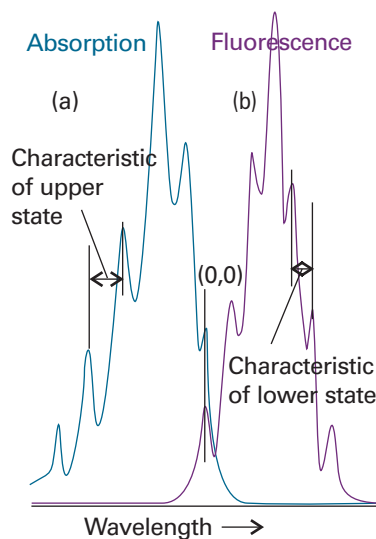 Absorption
Fluorescence
(a)
(b)
Characteristic
of upper
state
(0,0)
Characteristic
of lower state
Wavelength